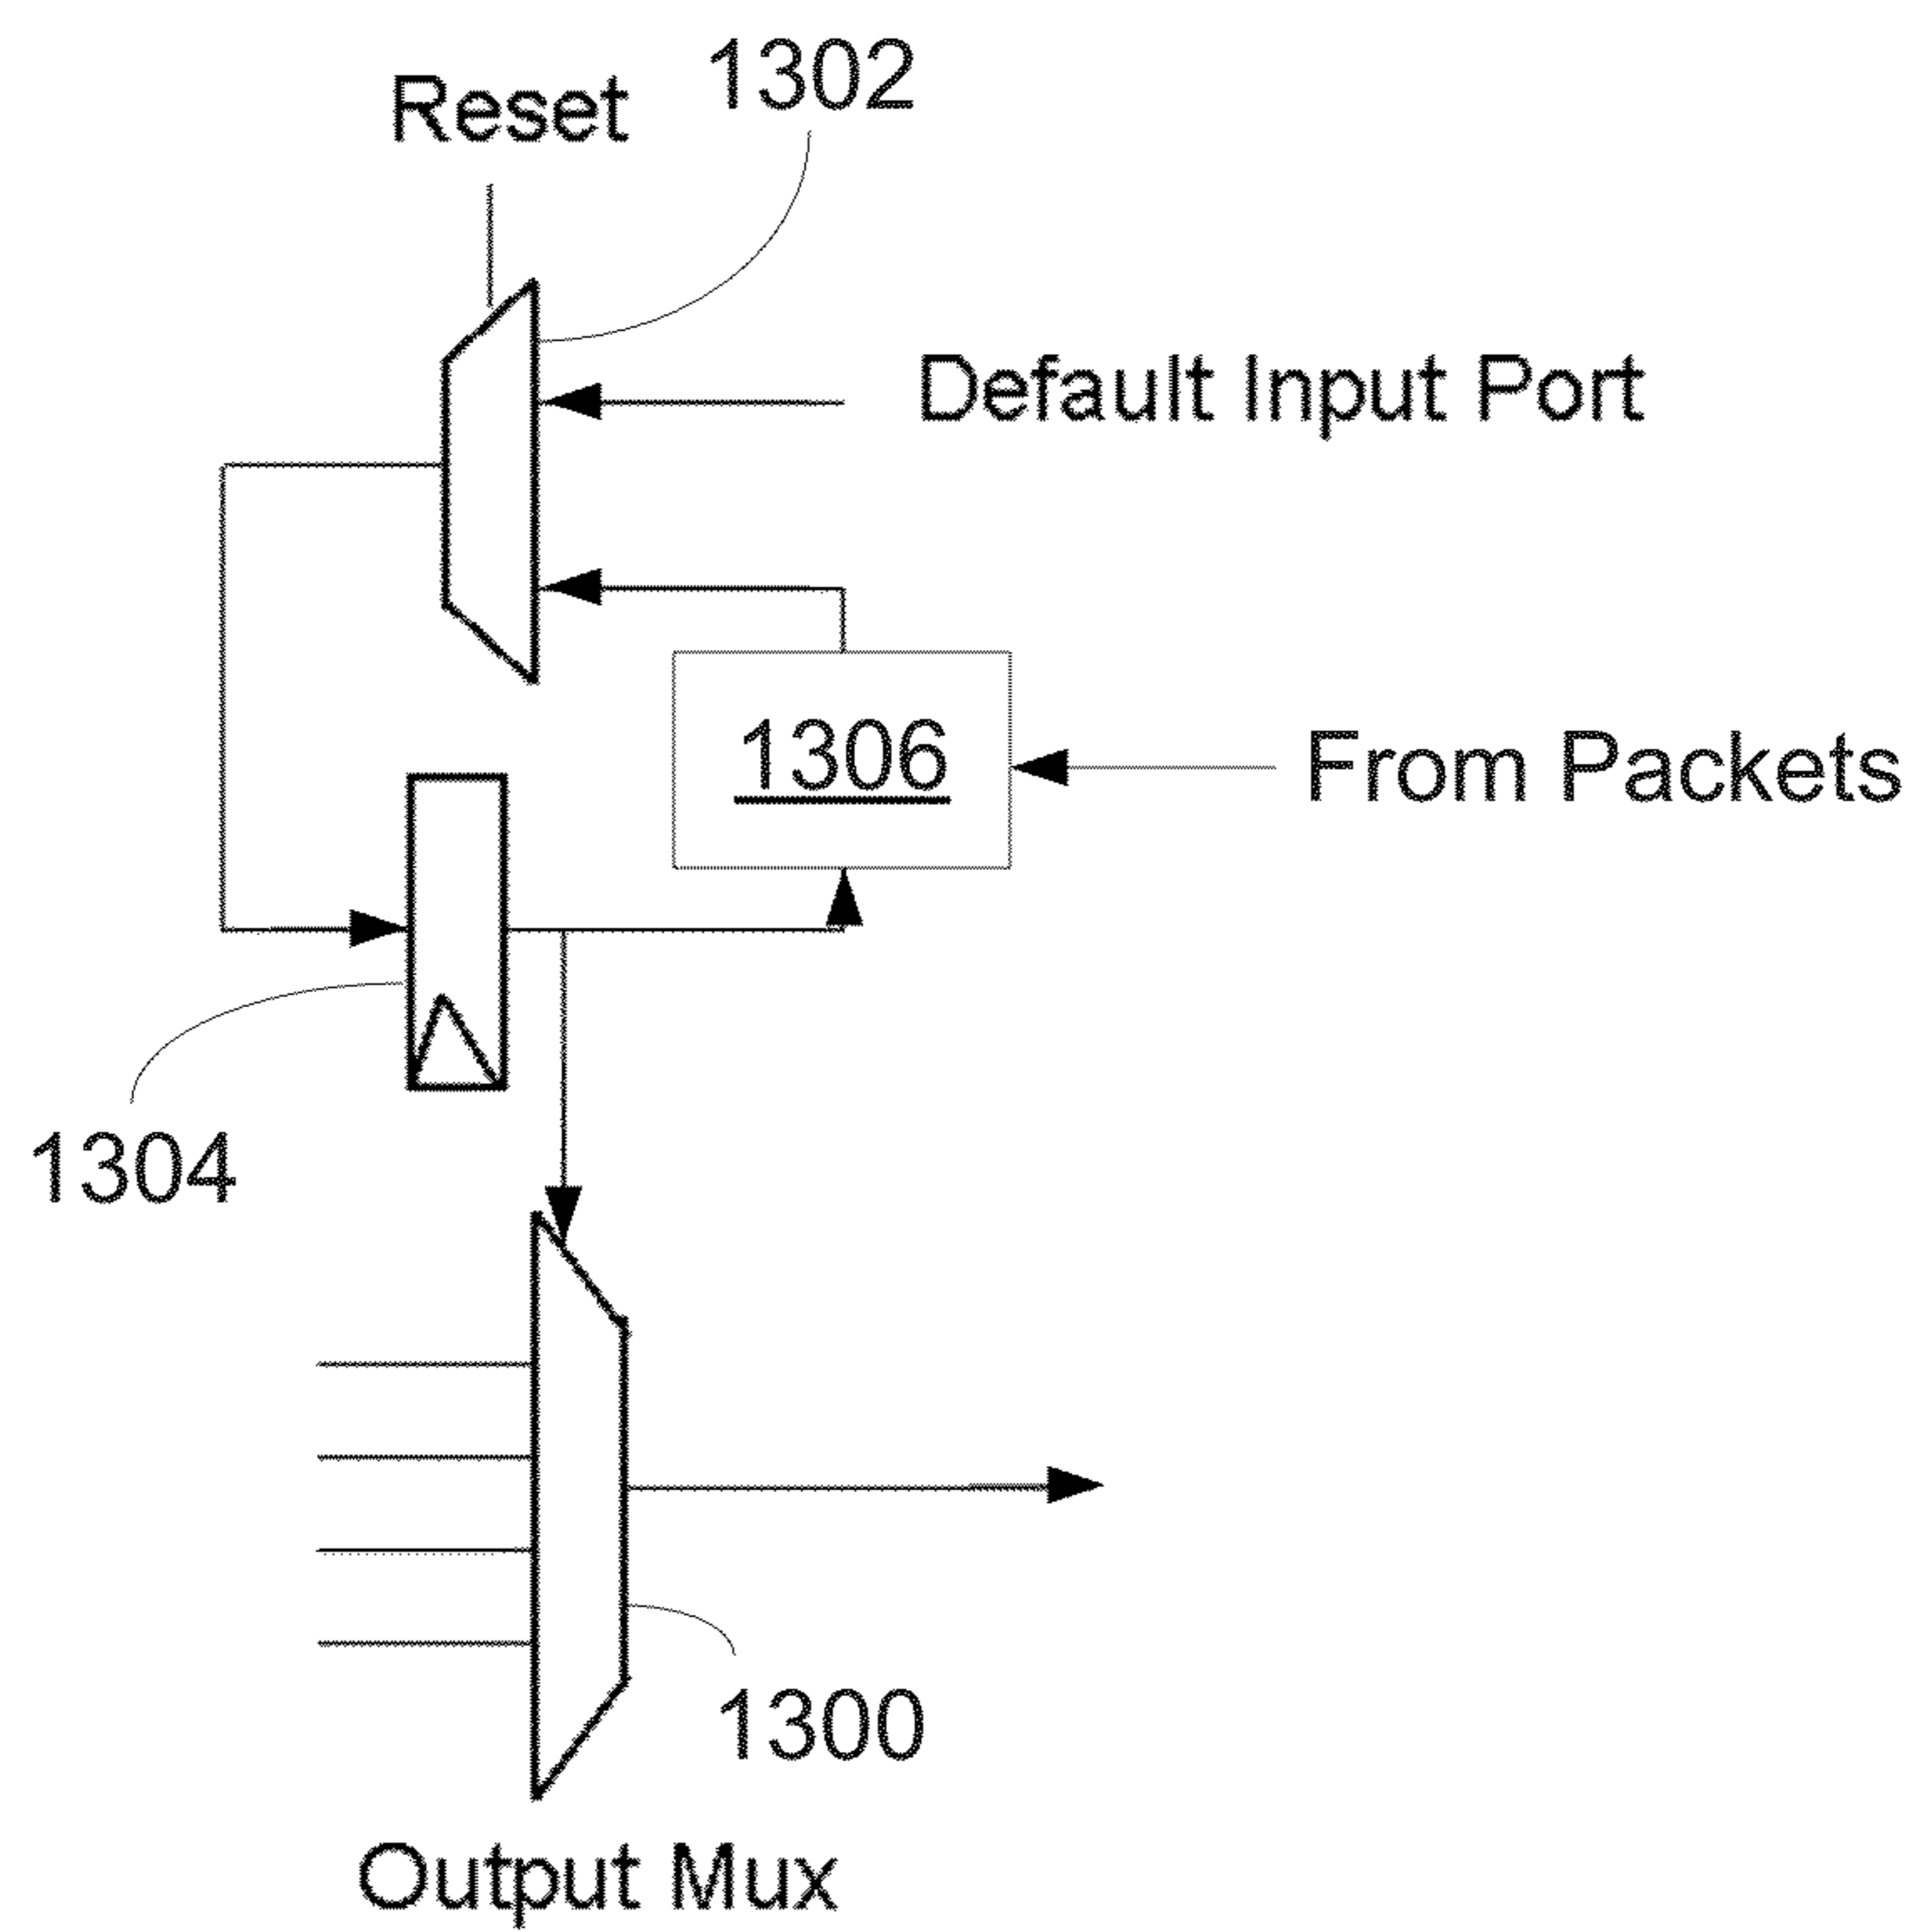 1302
Reset
Default Input Port
1306
From Packets
1304
1300
Output Mux